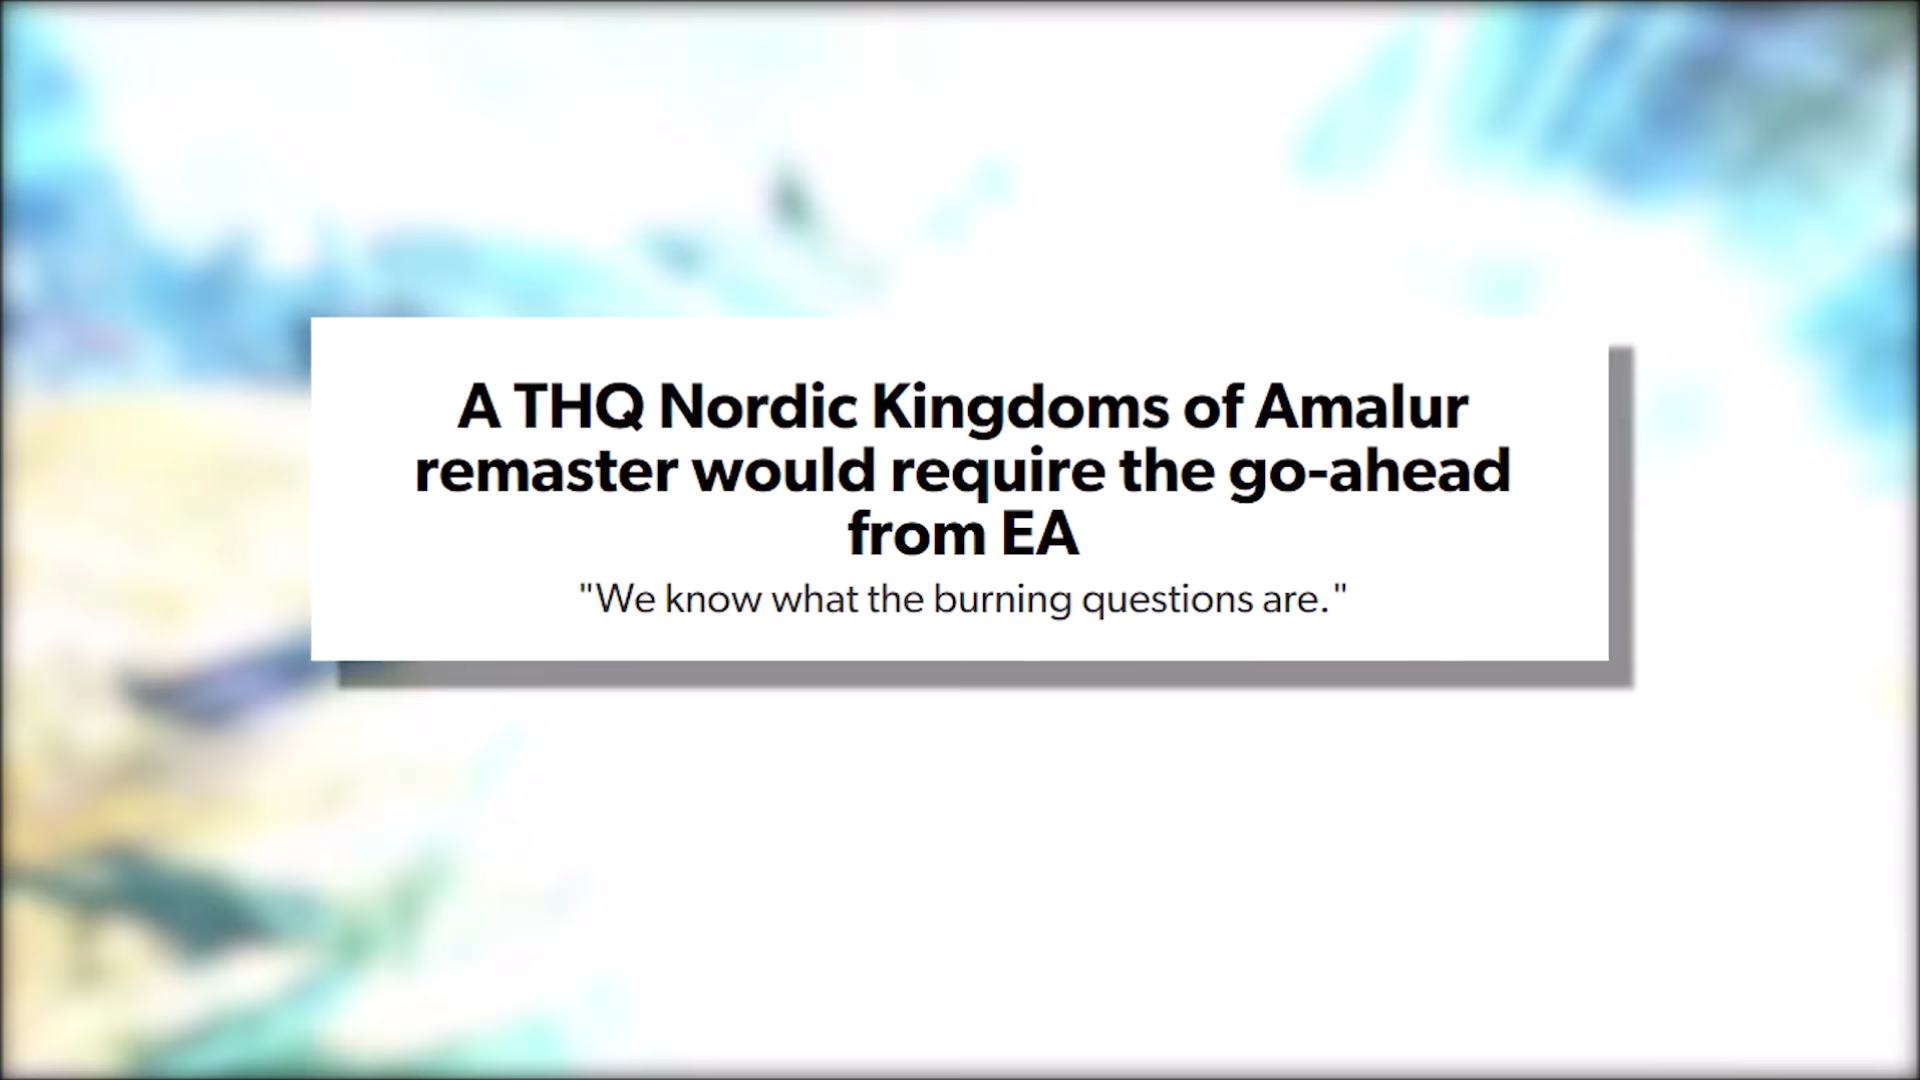 A THQ Nordic Kingdoms of Amalur
remaster would require the go-ahead
from EA
"We know what the burning questions are."